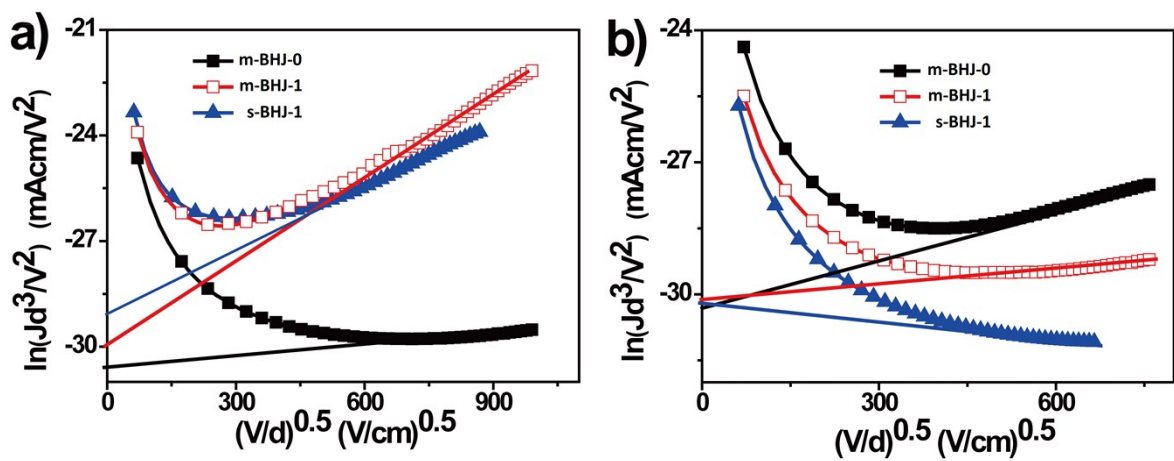 a)
ln(Jd³/V²) (mAcm/V²)
-21
-24
-27
-30
m-BHJ-0
m-BHJ-1
s-BHJ-1
0 300 600 900
(V/d)^0.5 (V/cm)^0.5
b)
ln(Jd³/V²) (mAcm/V²)
-24
-27
-30
m-BHJ-0
m-BHJ-1
s-BHJ-1
0 300 600
(V/d)^0.5 (V/cm)^0.5